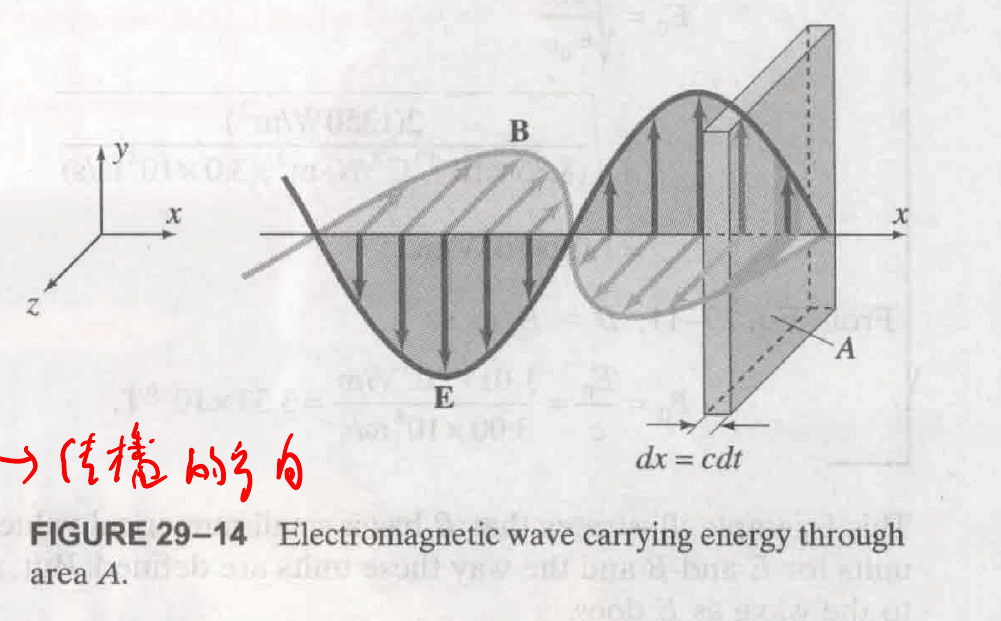 B
y
x
z
x
A
E
dx = cdt
→ 传播的方向
FIGURE 29–14 Electromagnetic wave carrying energy through
area A.